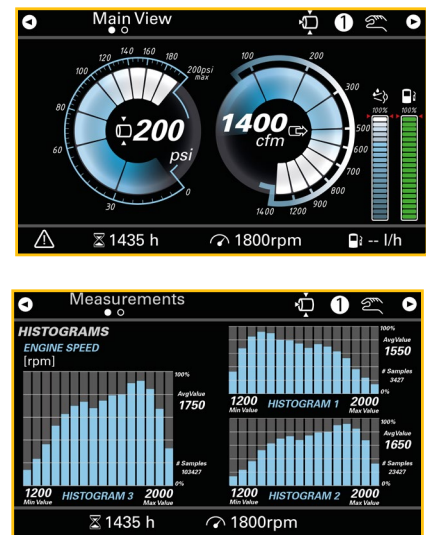 Main View
1
120 140 160 180
100
200psi
max
80
60
30
0
200
psi
100 200
300
500
600
700
800
900
1200
1400
1400
cfm
100% 100%
1435 h 1800rpm -- l/h
Measurements
1
HISTOGRAMS
ENGINE SPEED
[rpm]
100%
AvgValue
1750
# Samples
103427
0%
1200 HISTOGRAM 3 2000
Min Value Max Value
100%
AvgValue
1550
# Samples
3427
0%
1200 HISTOGRAM 1 2000
Min Value Max Value
100%
AvgValue
1650
# Samples
23427
0%
1200 HISTOGRAM 2 2000
Min Value Max Value
1435 h 1800rpm